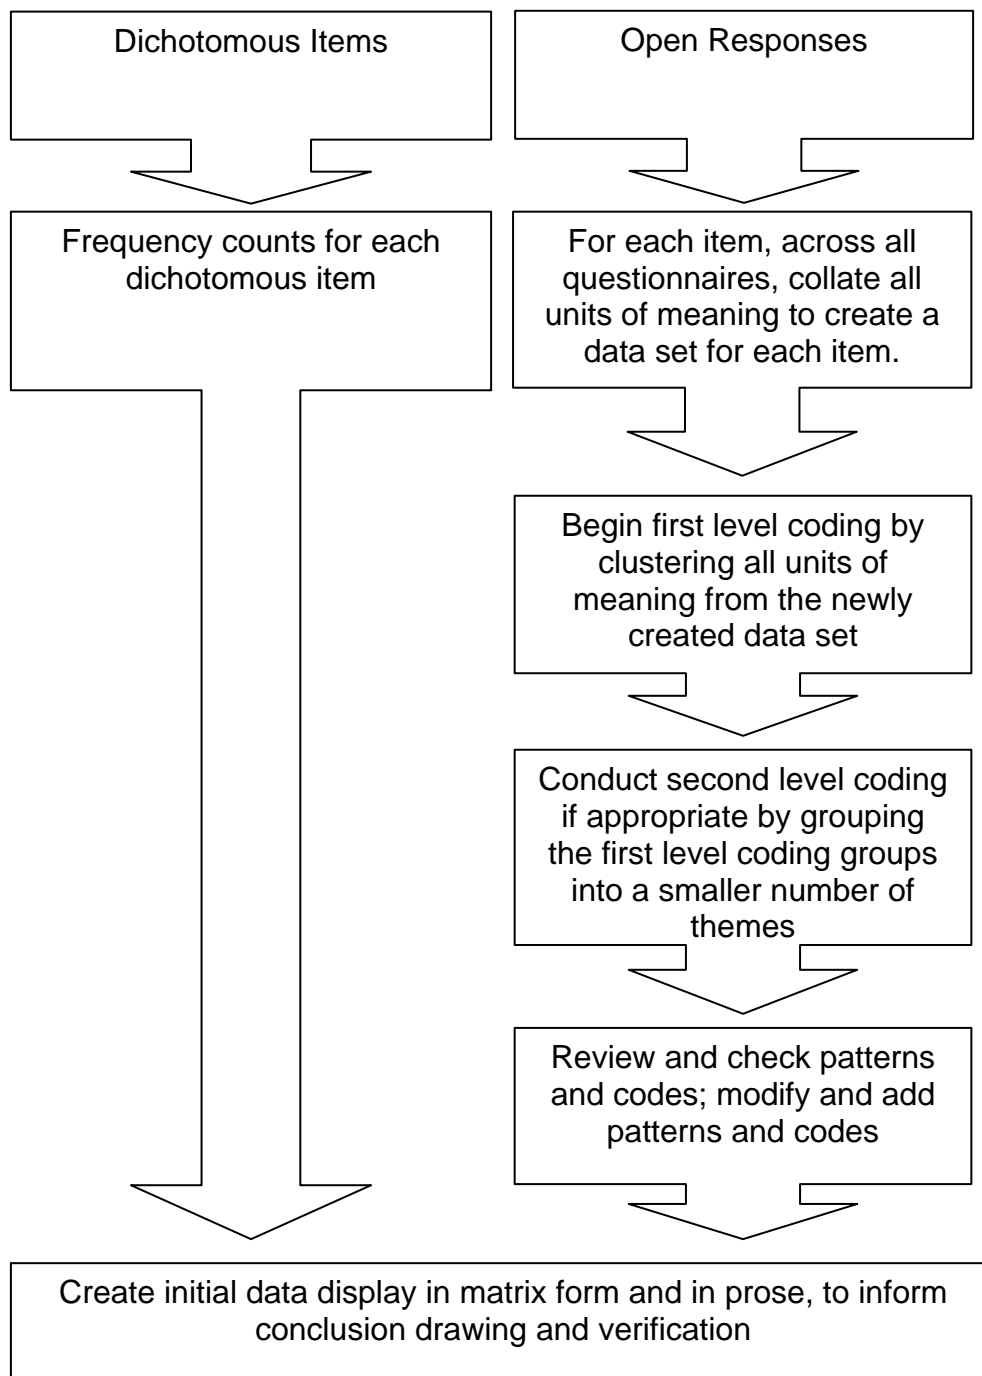 Dichotomous Items
Open Responses
Frequency counts for each
dichotomous item
For each item, across all
questionnaires, collate all
units of meaning to create a
data set for each item.
Begin first level coding by
clustering all units of
meaning from the newly
created data set
Conduct second level coding
if appropriate by grouping
the first level coding groups
into a smaller number of
themes
Review and check patterns
and codes; modify and add
patterns and codes
Create initial data display in matrix form and in prose, to inform
conclusion drawing and verification